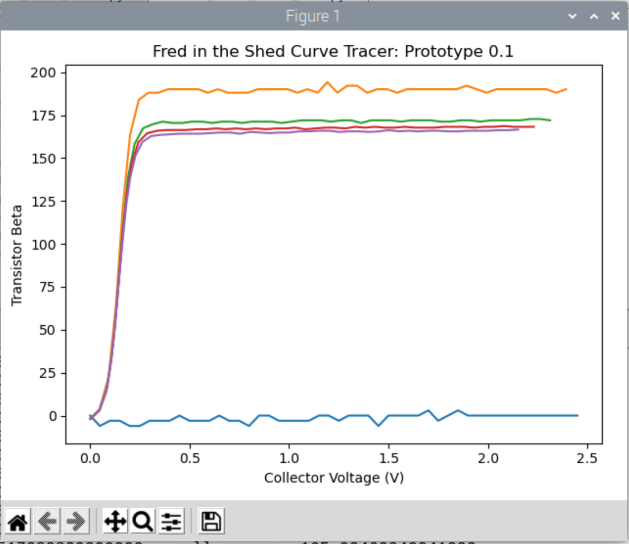 Figure 1
Fred in the Shed Curve Tracer: Prototype 0.1
200
175
150
125
100
75
50
25
0
Transistor Beta
0.0 0.5 1.0 1.5 2.0 2.5
Collector Voltage (V)